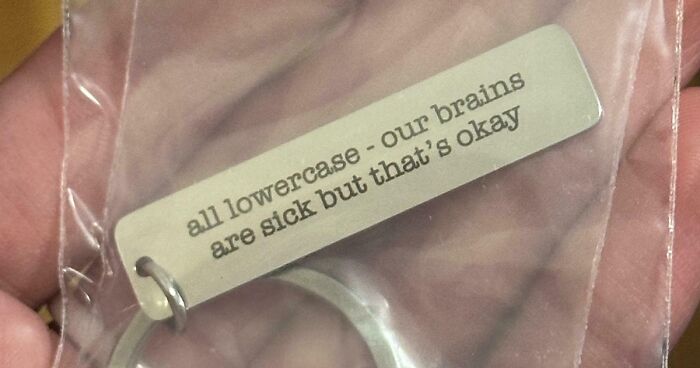 all lowercase - our brains
are sick but that's okay